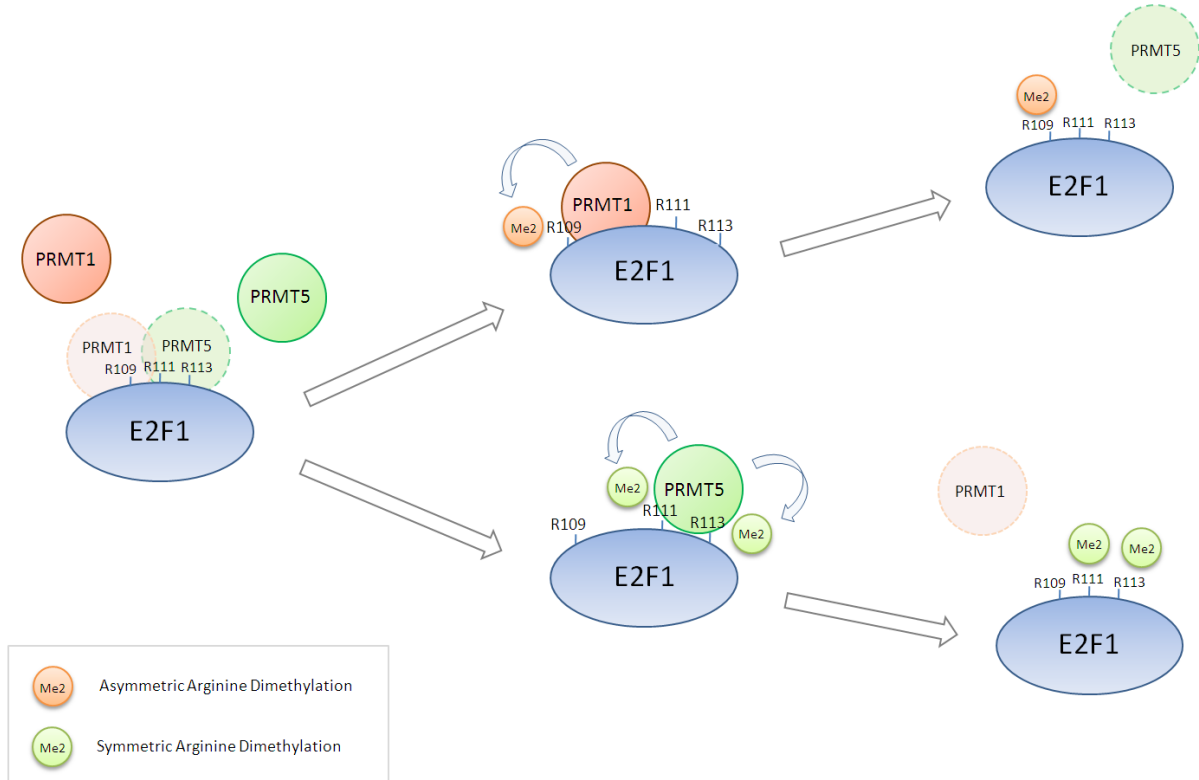 PRMT1
PRMT5
PRMT1
PRMT5
R109
R111
R113
E2F1
PRMT1
Me2
R109
R111
R113
E2F1
PRMT5
Me2
R109
R111
R113
E2F1
PRMT5
Me2
Me2
R109
R111
R113
E2F1
PRMT1
Me2
Me2
R109
R111
R113
E2F1
Me2 Asymmetric Arginine Dimethylation
Me2 Symmetric Arginine Dimethylation